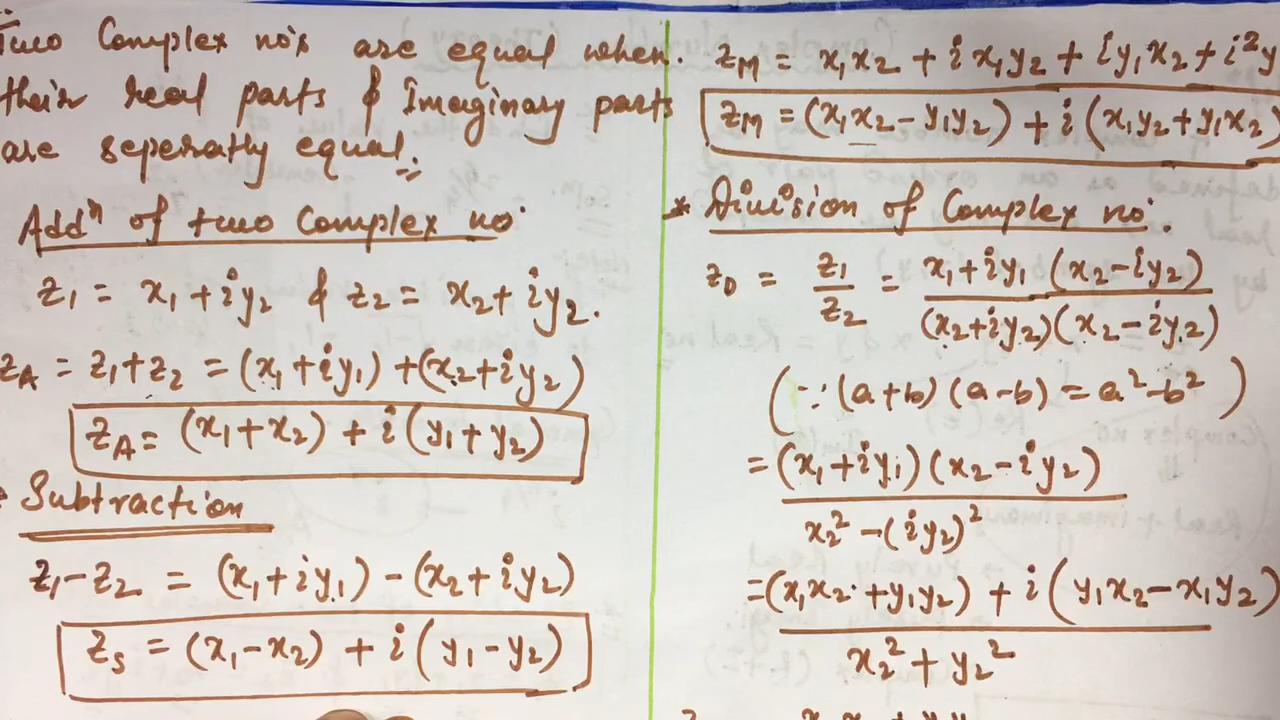 Two Complex no's are equal when.
their real parts & Imaginary parts
are seperatly equal.
Addⁿ of two Complex no.
z₁ = x₁ + iy₂ & z₂ = x₂ + iy₂.
z_A = z₁ + z₂ = (x₁ + iy₁) + (x₂ + iy₂)
z_A = (x₁ + x₂) + i (y₁ + y₂)
Subtraction
z₁ - z₂ = (x₁ + iy₁) - (x₂ + iy₂)
z_s = (x₁ - x₂) + i (y₁ - y₂)
z_M = x₁x₂ + i x₁y₂ + i y₁x₂ + i²y
z_M = (x₁x₂ - y₁y₂) + i (x₁y₂ + y₁x₂)
* Division of Complex no.
z_D = z₁/z₂ = x₁ + iy₁ (x₂ - iy₂) / (x₂ + iy₂)(x₂ - iy₂)
(∵ (a+b) (a-b) = a² - b²)
= (x₁ + iy₁) (x₂ - iy₂) / x₂² - (iy₂)²
= (x₁x₂ + y₁y₂) + i (y₁x₂ - x₁y₂) / x₂² + y₂²